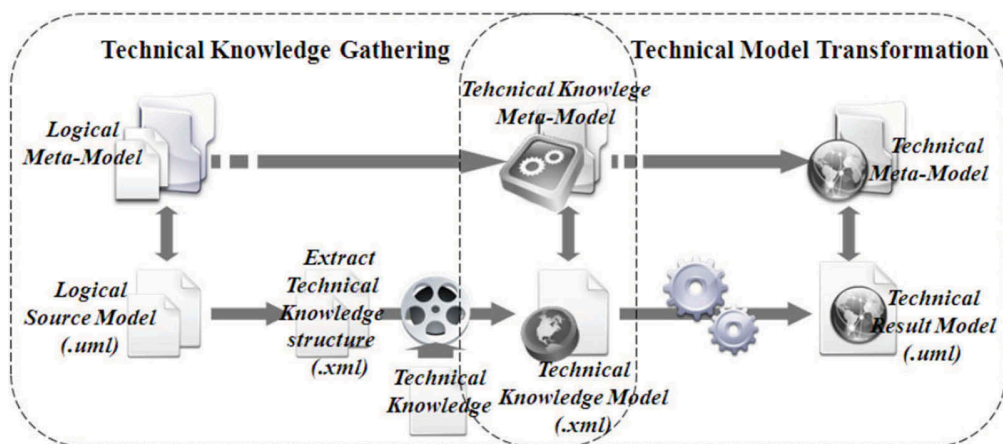 Technical Knowledge Gathering
Technical Model Transformation
Logical
Meta-Model
Tehcnical Knowlege
Meta-Model
Technical
Meta-Model
Logical
Source Model
(.uml)
Extract
Technical
Knowledge
structure
(.xml)
Technical
Knowledge
Technical
Knowledge Model
(.xml)
Technical
Result Model
(.uml)